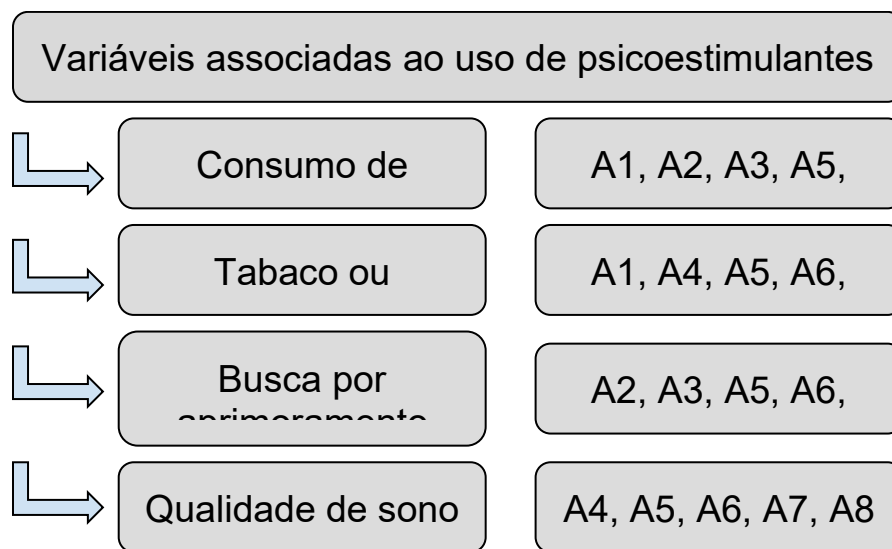 Variáveis associadas ao uso de psicoestimulantes
Consumo de
A1, A2, A3, A5,
Tabaco ou
A1, A4, A5, A6,
Busca por
aprimoramento
A2, A3, A5, A6,
Qualidade de sono
A4, A5, A6, A7, A8